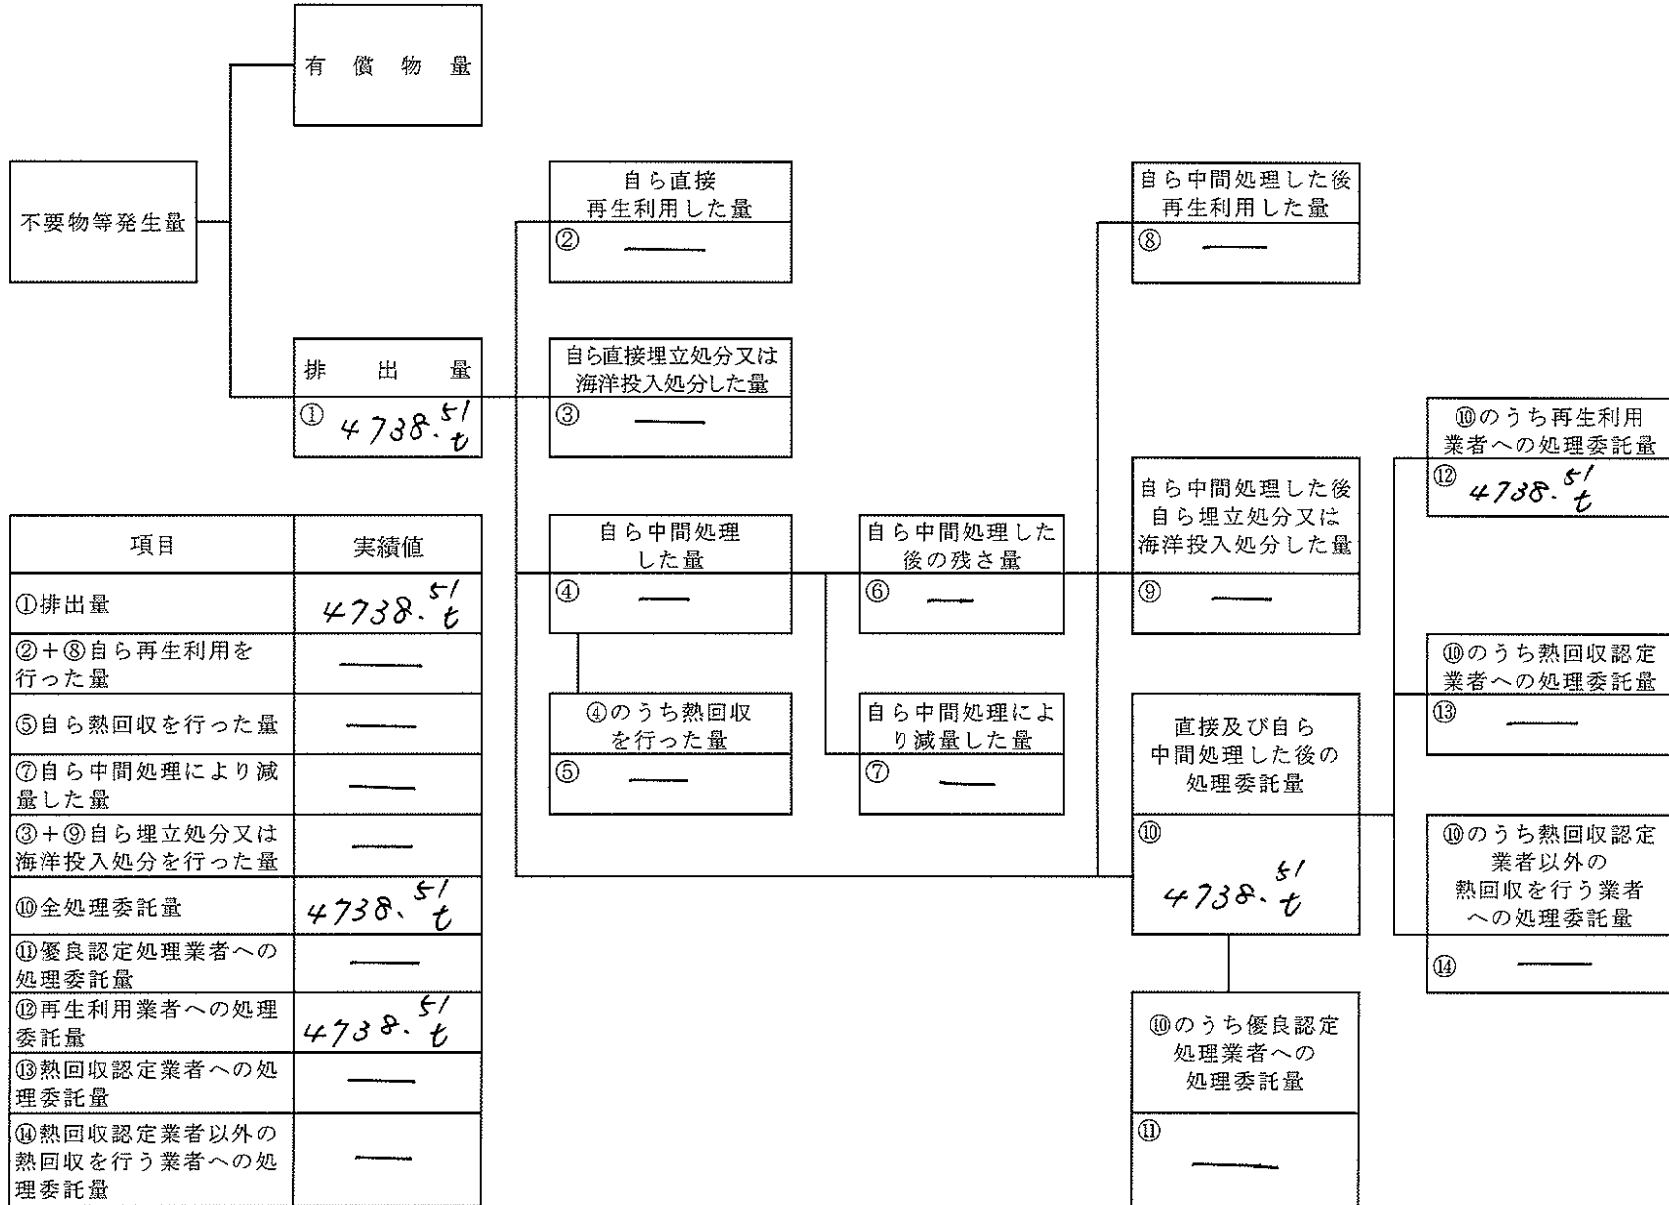 有償物量
不要物等発生量
排出量
① 4738.51t
自ら直接
再生利用した量
② —
自ら直接埋立処分又は
海洋投入処分した量
③ —
自ら中間処理
した量
④ —
④のうち熱回収
を行った量
⑤ —
自ら中間処理した
後の残さ量
⑥ —
自ら中間処理によ
り減量した量
⑦ —
自ら中間処理した後
再生利用した量
⑧ —
自ら中間処理した後
自ら埋立処分又は
海洋投入処分した量
⑨ —
直接及び自ら
中間処理した後の
処理委託量
⑩
4738.51t
⑩のうち優良認定
処理業者への
処理委託量
⑪
—
⑩のうち再生利用
業者への処理委託量
⑫ 4738.51t
⑩のうち熱回収認定
業者への処理委託量
⑬ —
⑩のうち熱回収認定
業者以外の
熱回収を行う業者
への処理委託量
⑭ —
項目 実績値
①排出量 4738.51t
②+⑧自ら再生利用を
行った量 —
⑤自ら熱回収を行った量 —
⑦自ら中間処理により減
量した量 —
③+⑨自ら埋立処分又は
海洋投入処分を行った量 —
⑩全処理委託量 4738.51t
⑪優良認定処理業者への
処理委託量 —
⑫再生利用業者への処理
委託量 4738.51t
⑬熱回収認定業者への処
理委託量 —
⑭熱回収認定業者以外の
熱回収を行う業者への処
理委託量 —